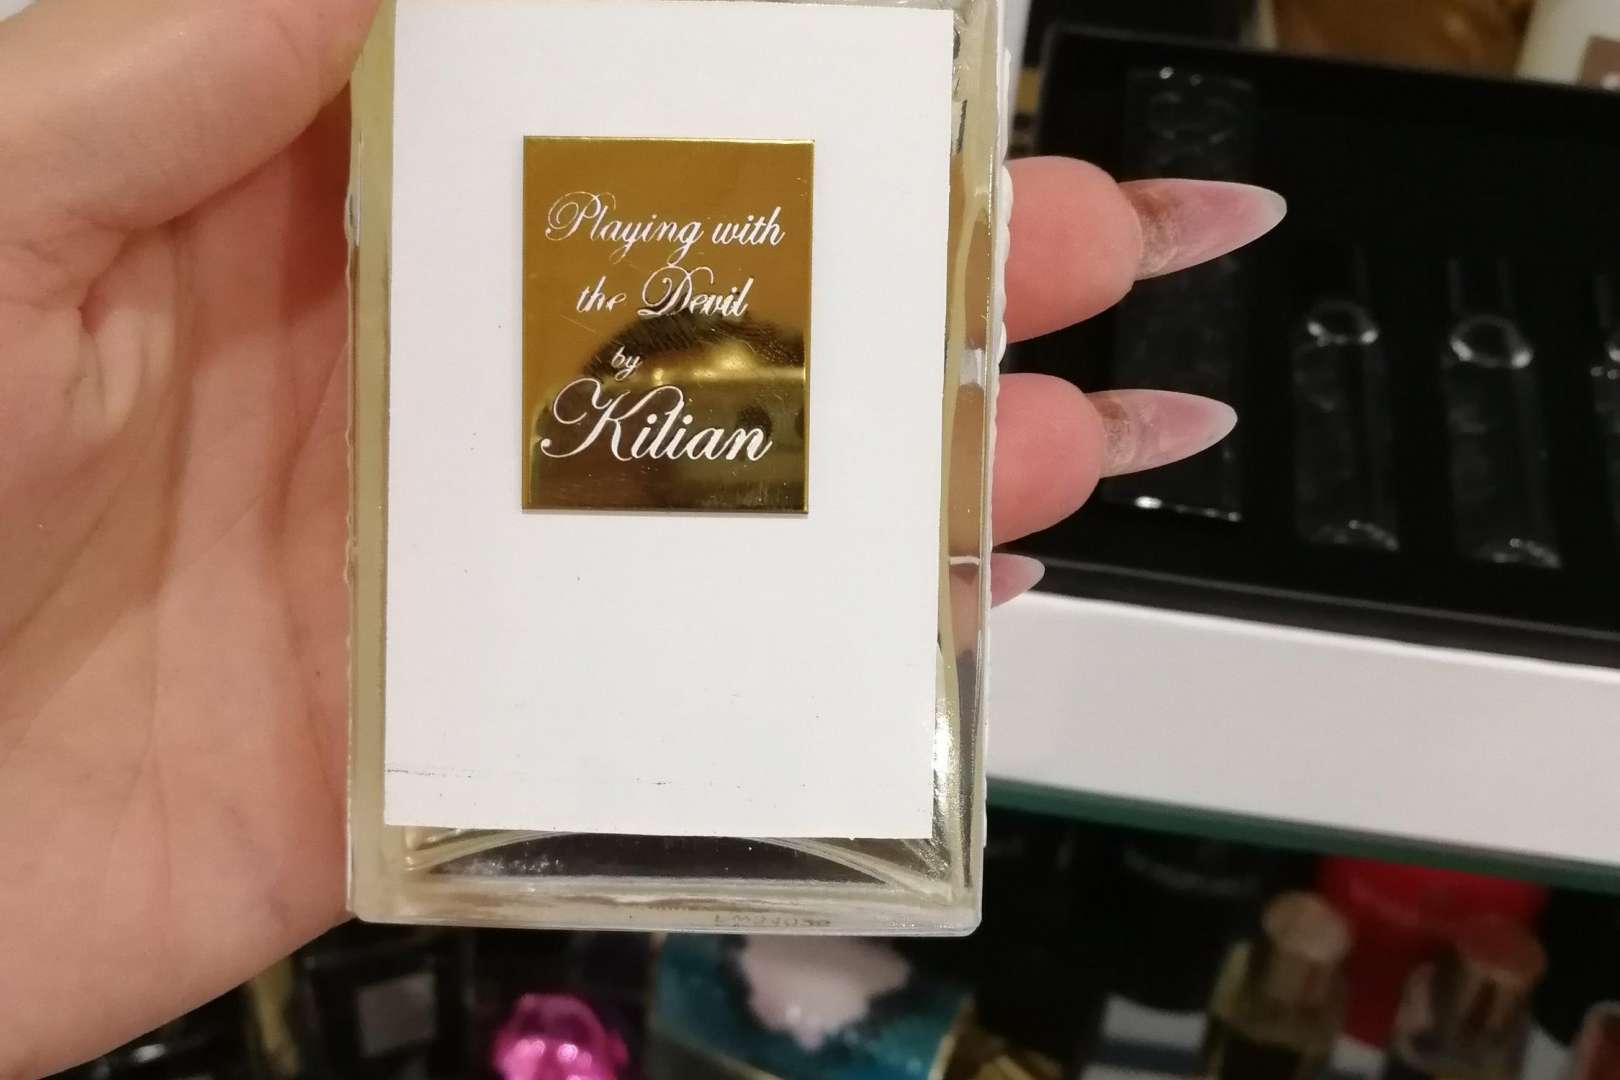 Playing with
the Devil
by
Kilian